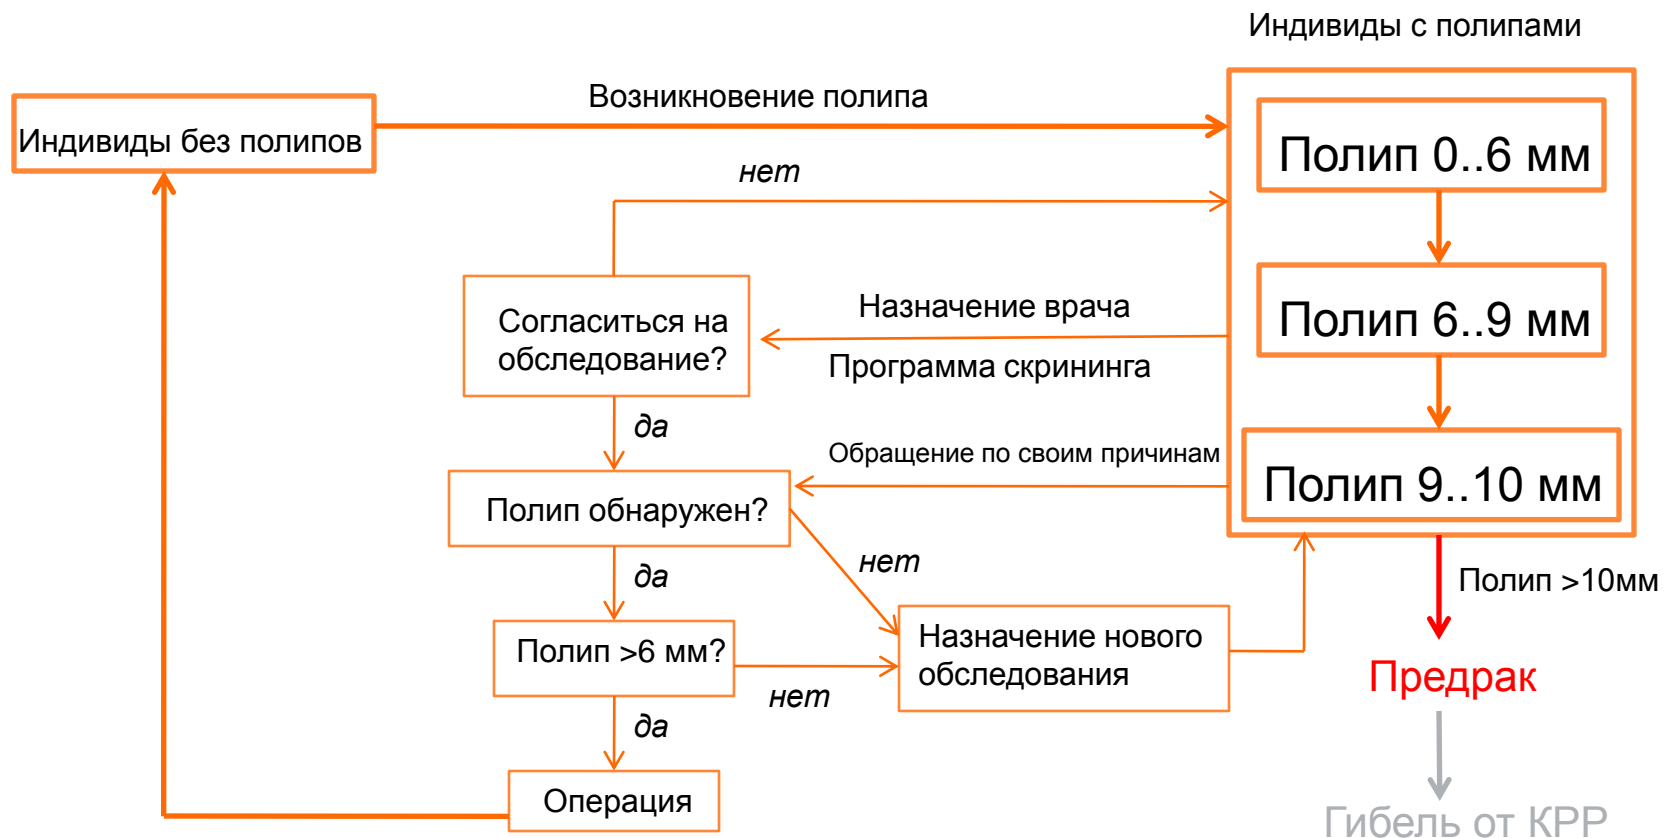 Индивиды с полипами
Возникновение полипа
Индивиды без полипов
Полип 0..6 мм
нет
Согласиться на
обследование?
Назначение врача
Программа скрининга
Полип 6..9 мм
да
Обращение по своим причинам
Полип 9..10 мм
Полип обнаружен?
нет
да
Полип >10мм
Полип >6 мм?
Назначение нового
обследования
нет
Предрак
да
Операция
Гибель от КРР